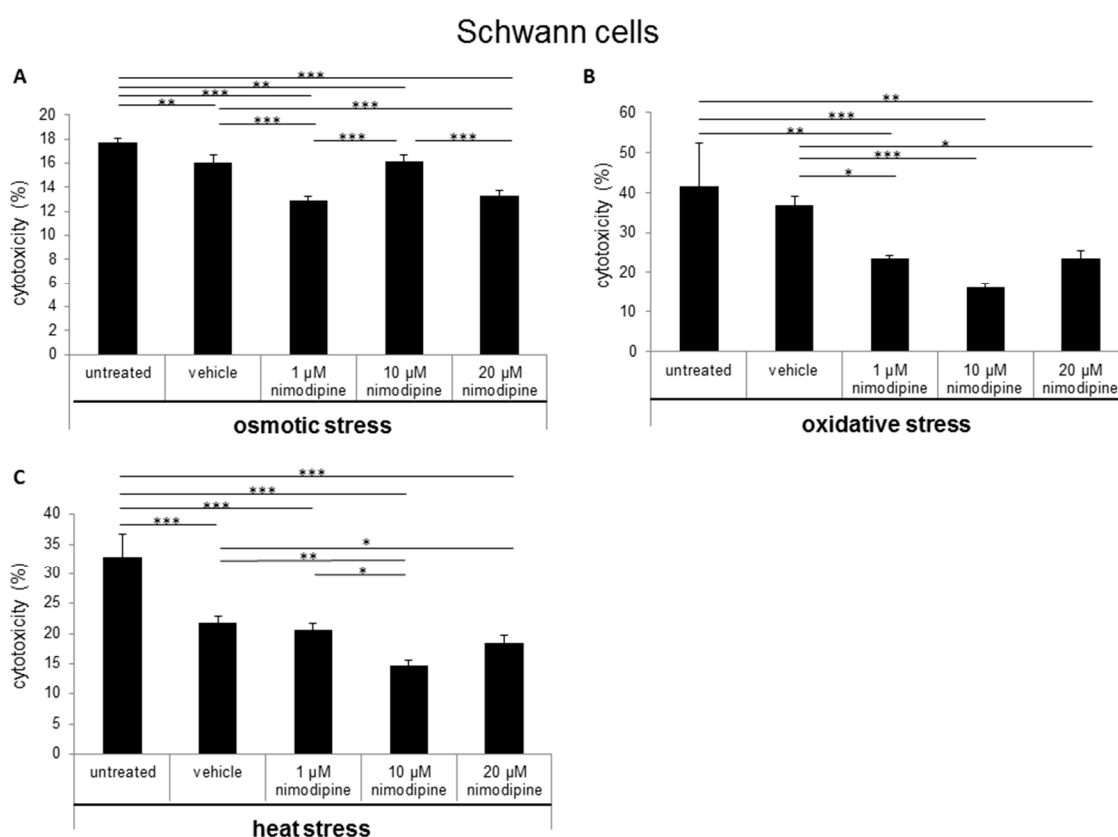 Schwann cells
A
***
**
***
**
***
***
***
***
cytotoxicity (%)
20
18
16
14
12
10
8
6
4
2
0
untreated
vehicle
1 µM nimodipine
10 µM nimodipine
20 µM nimodipine
osmotic stress
B
**
***
**
*
***
*
cytotoxicity (%)
60
50
40
30
20
10
0
untreated
vehicle
1 µM nimodipine
10 µM nimodipine
20 µM nimodipine
oxidative stress
C
***
***
***
***
*
**
*
cytotoxicity (%)
40
35
30
25
20
15
10
5
0
untreated
vehicle
1 µM nimodipine
10 µM nimodipine
20 µM nimodipine
heat stress